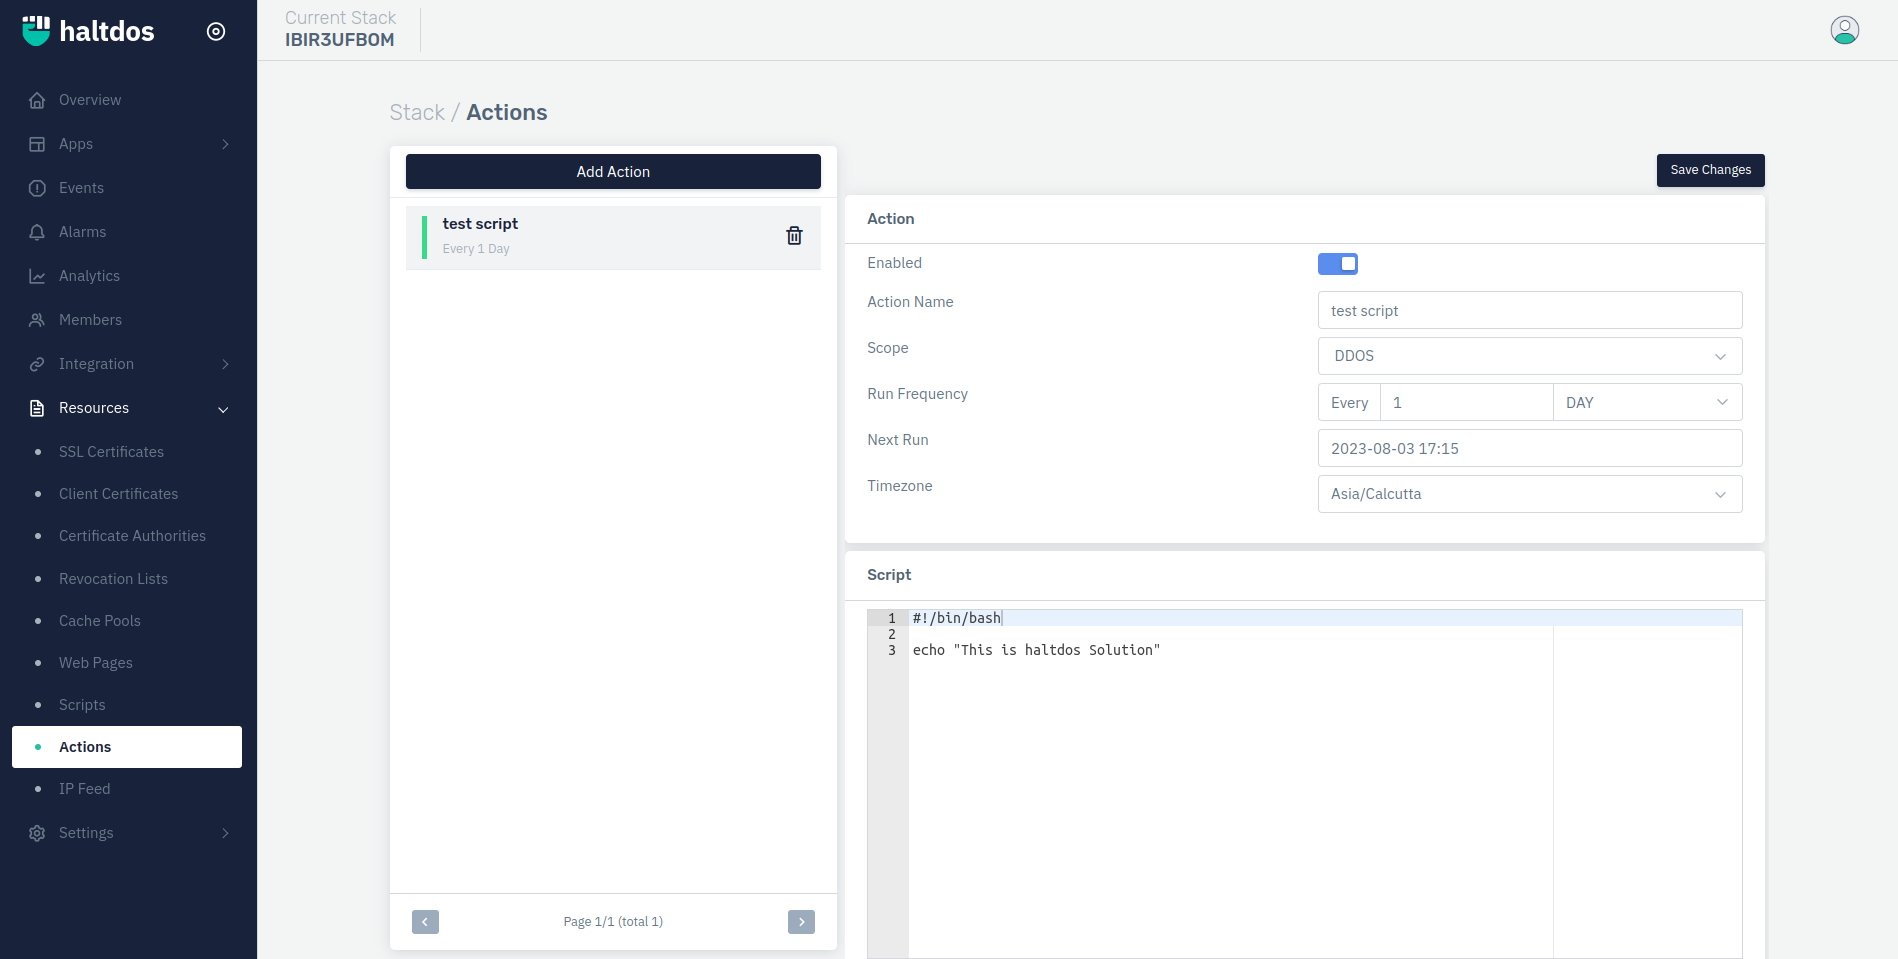 haltdos
Current Stack
IBIR3UFBOM
Overview
Apps
Events
Alarms
Analytics
Members
Integration
Resources
SSL Certificates
Client Certificates
Certificate Authorities
Revocation Lists
Cache Pools
Web Pages
Scripts
Actions
IP Feed
Settings
Stack / Actions
Add Action
test script
Every 1 Day
Page 1/1 (total 1)
Save Changes
Action
Enabled
Action Name
test script
Scope
DDOS
Run Frequency
Every 1 DAY
Next Run
2023-08-03 17:15
Timezone
Asia/Calcutta
Script
1 #!/bin/bash
2
3 echo "This is haltdos Solution"